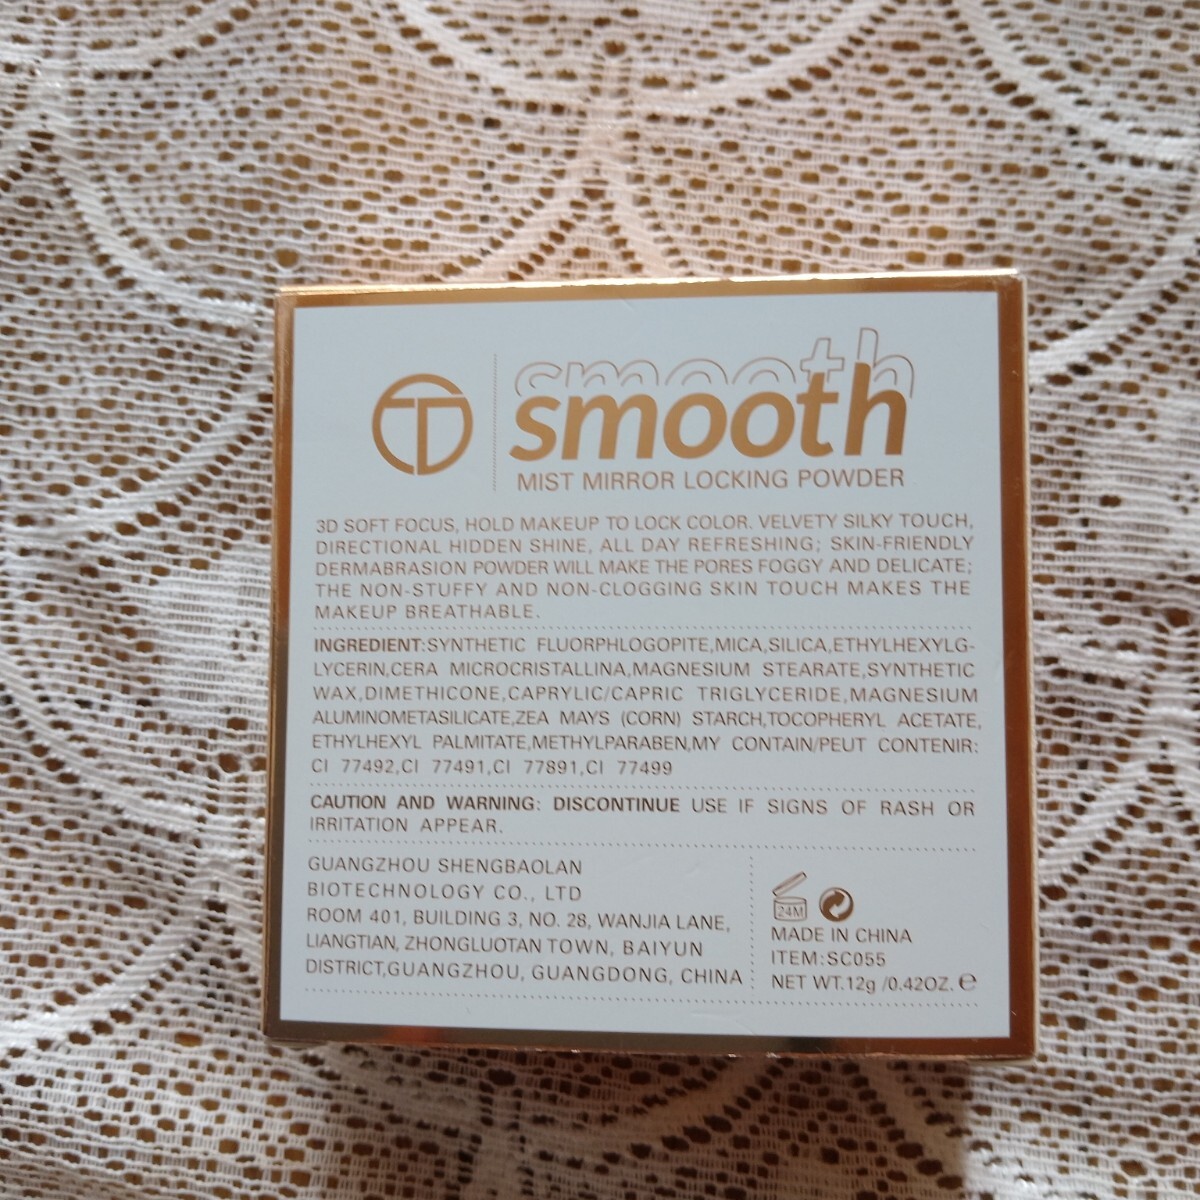 smooth
smooth
MIST MIRROR LOCKING POWDER
3D SOFT FOCUS, HOLD MAKEUP TO LOCK COLOR. VELVETY SILKY TOUCH,
DIRECTIONAL HIDDEN SHINE, ALL DAY REFRESHING; SKIN-FRIENDLY
DERMABRASION POWDER WILL MAKE THE PORES FOGGY AND DELICATE;
THE NON-STUFFY AND NON-CLOGGING SKIN TOUCH MAKES THE
MAKEUP BREATHABLE.
INGREDIENT:SYNTHETIC FLUORPHLOGOPITE,MICA,SILICA,ETHYLHEXYLG-
LYCERIN,CERA MICROCRISTALLINA,MAGNESIUM STEARATE,SYNTHETIC
WAX,DIMETHICONE,CAPRYLIC/CAPRIC TRIGLYCERIDE,MAGNESIUM
ALUMINOMETASILICATE,ZEA MAYS (CORN) STARCH,TOCOPHERYL ACETATE,
ETHYLHEXYL PALMITATE,METHYLPARABEN,MY CONTAIN/PEUT CONTENIR:
CI 77492,CI 77491,CI 77891,CI 77499
CAUTION AND WARNING: DISCONTINUE USE IF SIGNS OF RASH OR
IRRITATION APPEAR.
GUANGZHOU SHENGBAOLAN
BIOTECHNOLOGY CO., LTD
ROOM 401, BUILDING 3, NO. 28, WANJIA LANE,
LIANGTIAN, ZHONGLUOTAN TOWN, BAIYUN
DISTRICT,GUANGZHOU, GUANGDONG, CHINA
24M
MADE IN CHINA
ITEM:SC055
NET WT.12g /0.42OZ. ℮